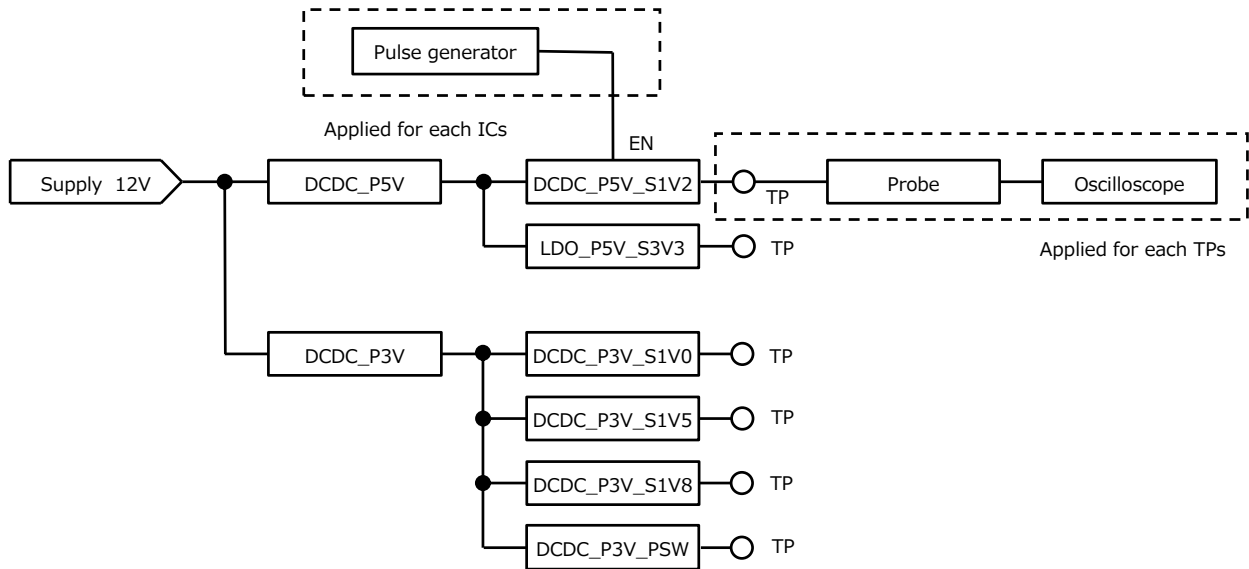 Pulse generator
Applied for each ICs
EN
Supply 12V
DCDC_P5V
DCDC_P5V_S1V2
TP
Probe
Oscilloscope
LDO_P5V_S3V3
TP
Applied for each TPs
DCDC_P3V
DCDC_P3V_S1V0
TP
DCDC_P3V_S1V5
TP
DCDC_P3V_S1V8
TP
DCDC_P3V_PSW
TP